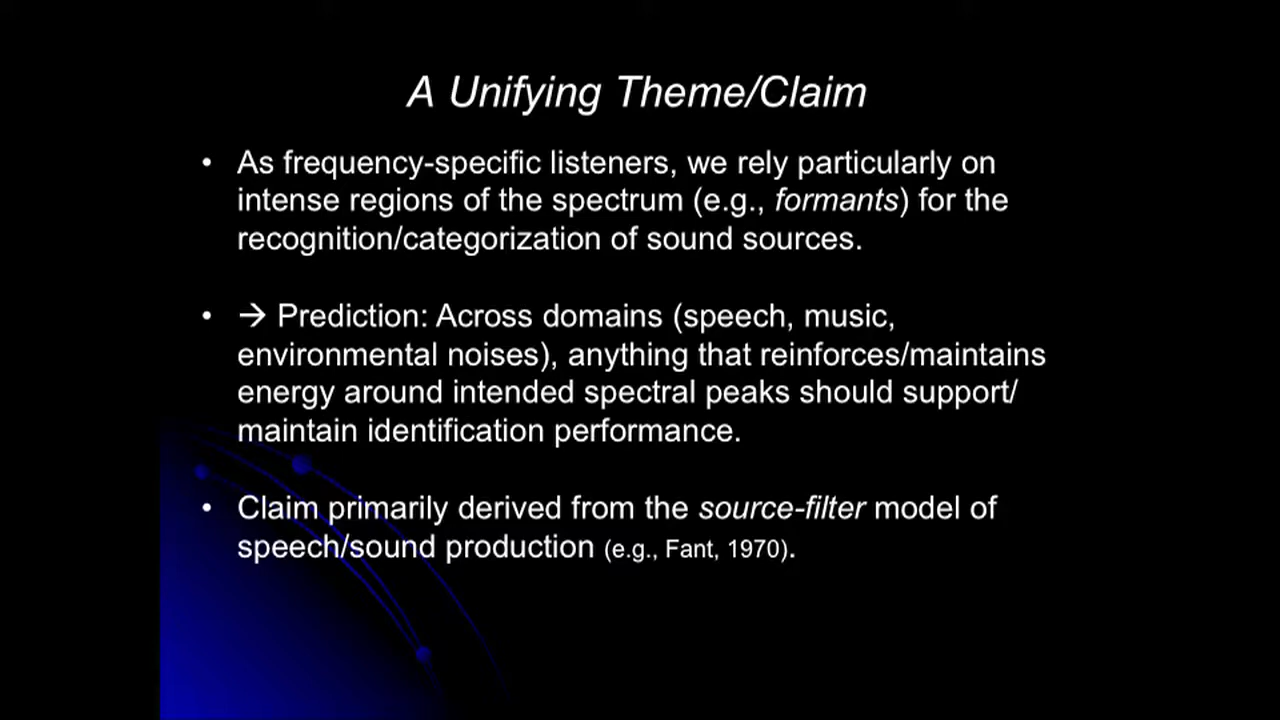 A Unifying Theme/Claim
• As frequency-specific listeners, we rely particularly on
intense regions of the spectrum (e.g., formants) for the
recognition/categorization of sound sources.
• → Prediction: Across domains (speech, music,
environmental noises), anything that reinforces/maintains
energy around intended spectral peaks should support/
maintain identification performance.
• Claim primarily derived from the source-filter model of
speech/sound production (e.g., Fant, 1970).